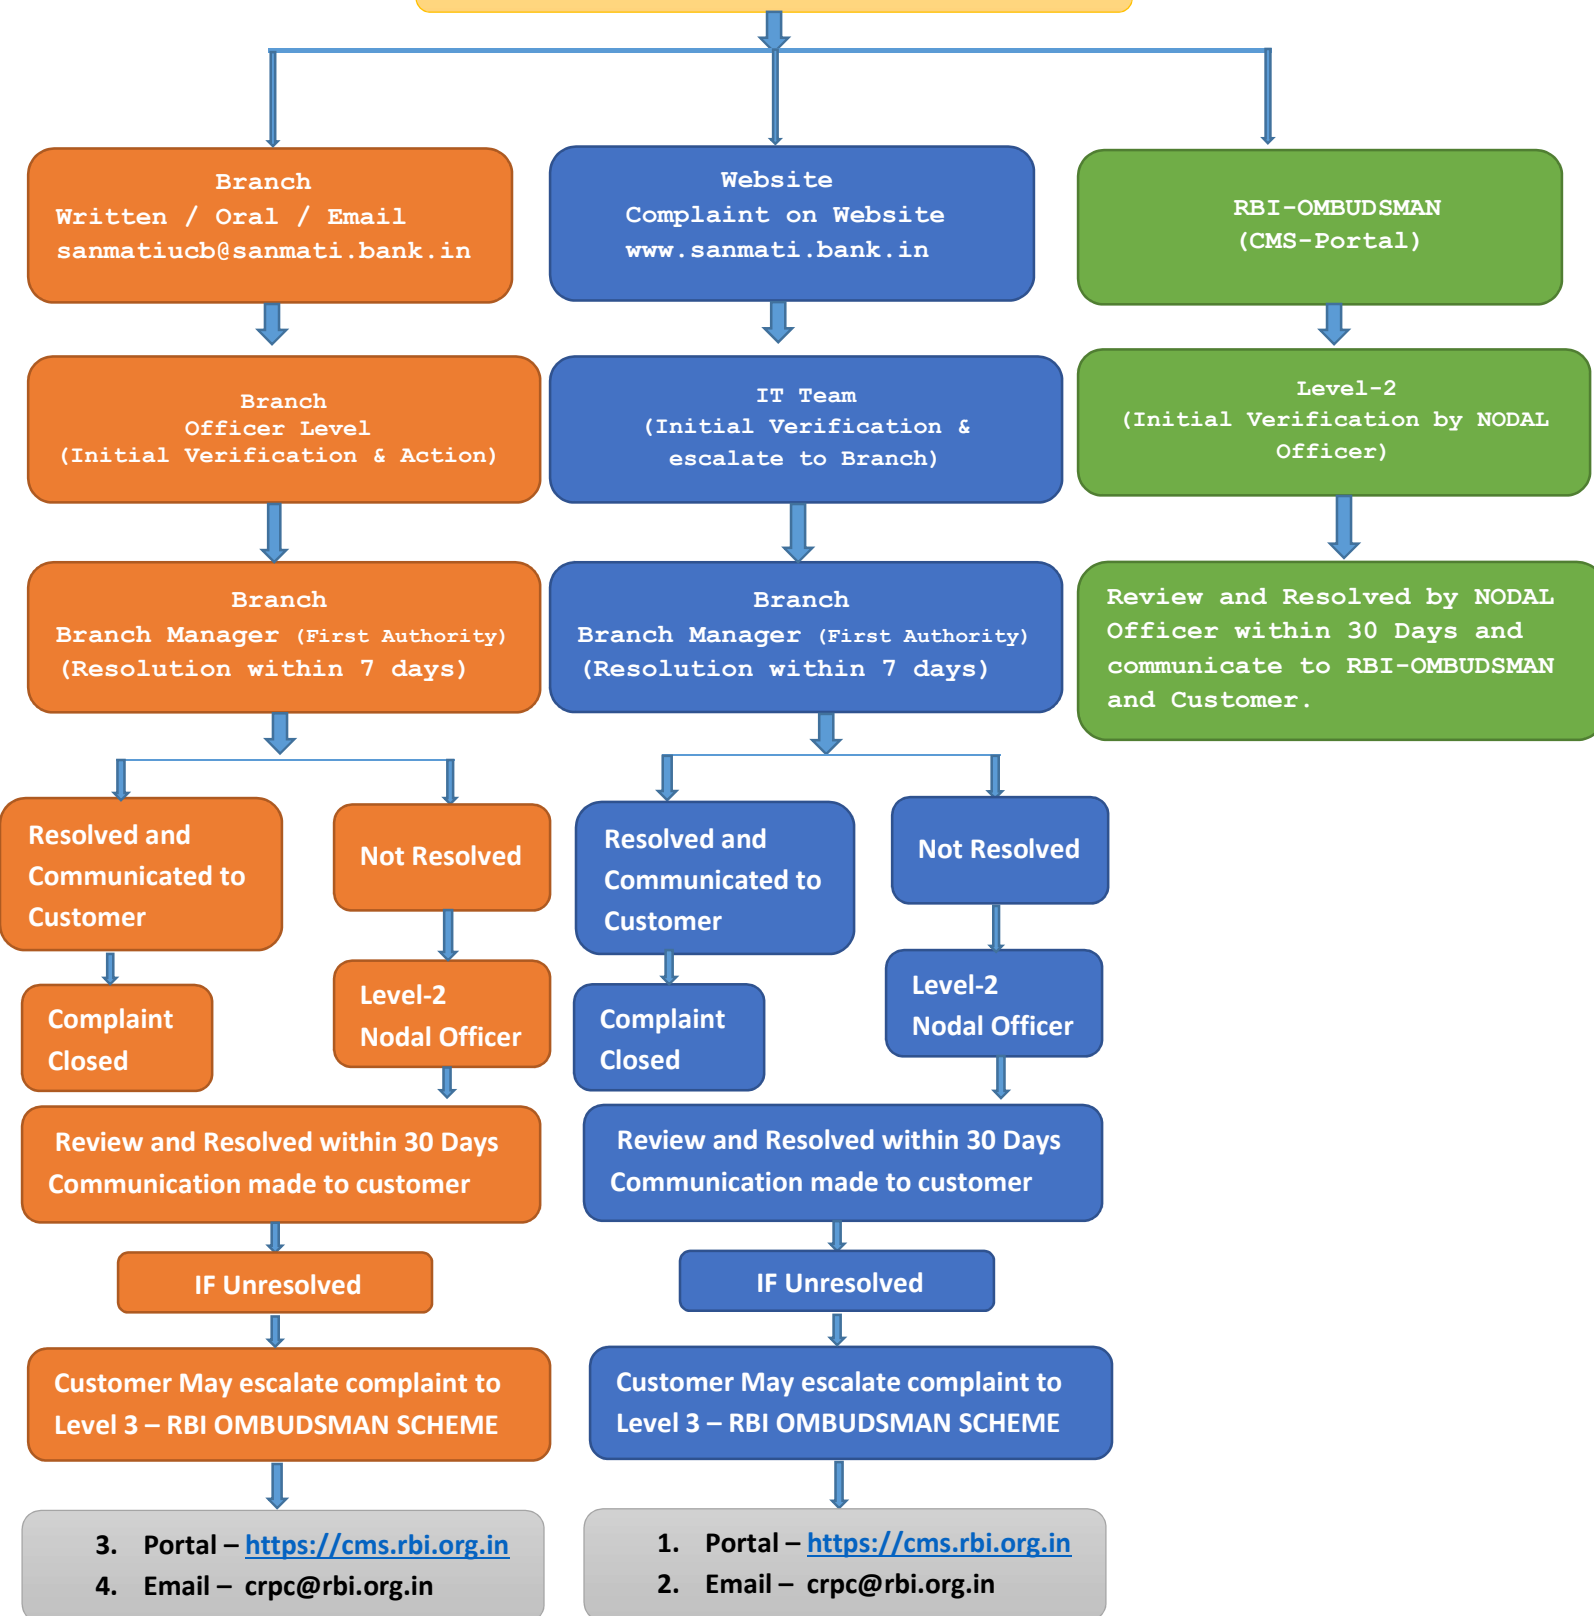 Branch
Written / Oral / Email
sanmatiucb@sanmati.bank.in
Website
Complaint on Website
www.sanmati.bank.in
RBI-OMBUDSMAN
(CMS-Portal)
Branch
Officer Level
(Initial Verification & Action)
IT Team
(Initial Verification &
escalate to Branch)
Level-2
(Initial Verification by NODAL
Officer)
Branch
Branch Manager (First Authority)
(Resolution within 7 days)
Branch
Branch Manager (First Authority)
(Resolution within 7 days)
Review and Resolved by NODAL
Officer within 30 Days and
communicate to RBI-OMBUDSMAN
and Customer.
Resolved and
Communicated to
Customer
Not Resolved
Resolved and
Communicated to
Customer
Not Resolved
Complaint
Closed
Level-2
Nodal Officer
Complaint
Closed
Level-2
Nodal Officer
Review and Resolved within 30 Days
Communication made to customer
Review and Resolved within 30 Days
Communication made to customer
IF Unresolved
IF Unresolved
Customer May escalate complaint to
Level 3 – RBI OMBUDSMAN SCHEME
Customer May escalate complaint to
Level 3 – RBI OMBUDSMAN SCHEME
3. Portal – https://cms.rbi.org.in
4. Email – crpc@rbi.org.in
1. Portal – https://cms.rbi.org.in
2. Email – crpc@rbi.org.in